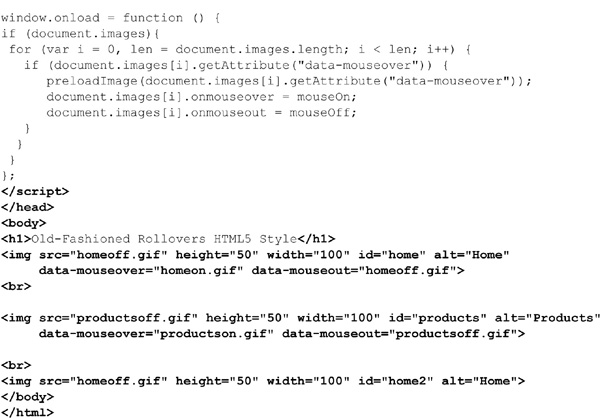 window.onload = function () {
if (document.images){
for (var i = 0, len = document.images.length; i < len; i++) {
if (document.images[i].getAttribute("data-mouseover")) {
preloadImage(document.images[i].getAttribute("data-mouseover"));
document.images[i].onmouseover = mouseOn;
document.images[i].onmouseout = mouseOff;
}
}
}
};
</script>
</head>
<body>
<h1>Old-Fashioned Rollovers HTML5 Style</h1>
<img src="homeoff.gif" height="50" width="100" id="home" alt="Home"
data-mouseover="homeon.gif" data-mouseout="homeoff.gif">
<br>
<img src="productsoff.gif" height="50" width="100" id="products" alt="Products"
data-mouseover="productson.gif" data-mouseout="productsoff.gif">
<br>
<img src="homeoff.gif" height="50" width="100" id="home2" alt="Home">
</body>
</html>